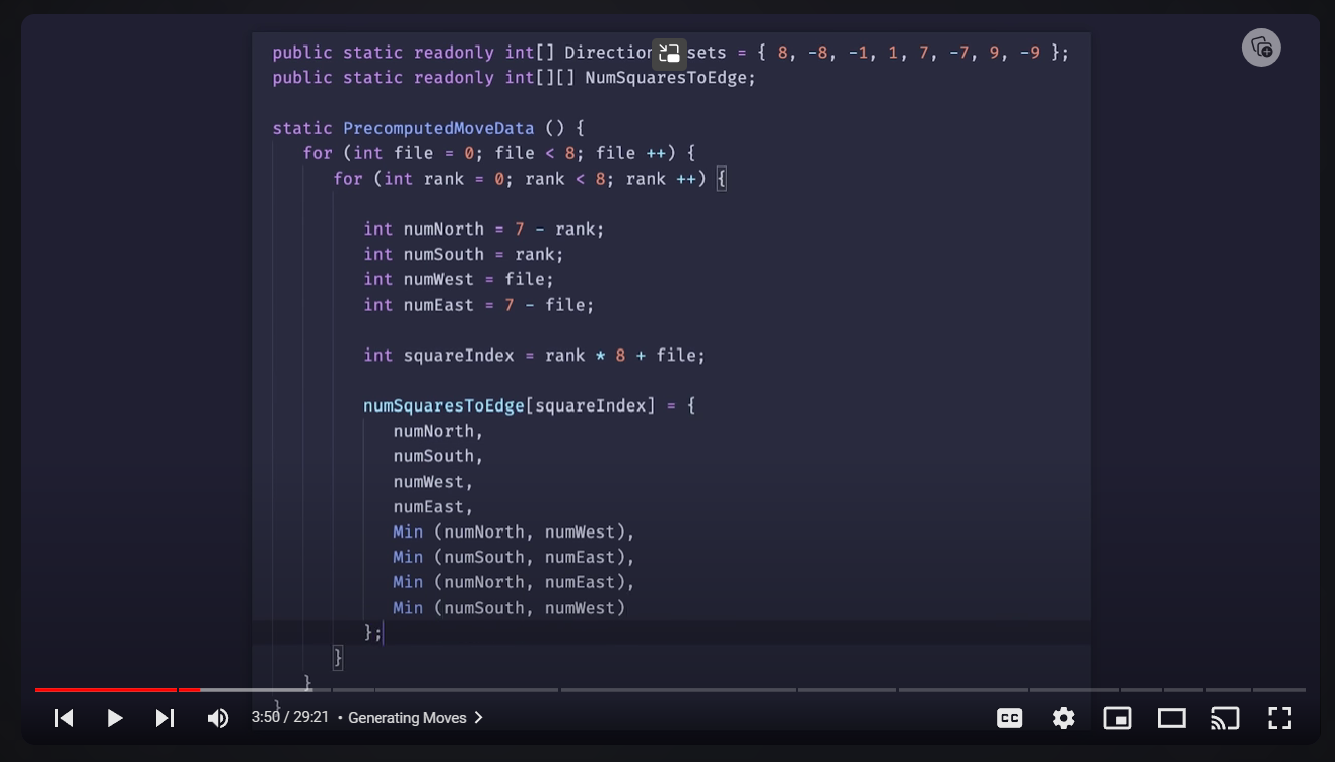 public static readonly int[] Direction sets = { 8, -8, -1, 1, 7, -7, 9, -9 };
public static readonly int[][] NumSquaresToEdge;
static PrecomputedMoveData () {
for (int file = 0; file < 8; file ++) {
for (int rank = 0; rank < 8; rank ++) {
int numNorth = 7 - rank;
int numSouth = rank;
int numWest = file;
int numEast = 7 - file;
int squareIndex = rank * 8 + file;
numSquaresToEdge[squareIndex] = {
numNorth,
numSouth,
numWest,
numEast,
Min (numNorth, numWest),
Min (numSouth, numEast),
Min (numNorth, numEast),
Min (numSouth, numWest)
};
}
}
}
3:50 / 29:21 • Generating Moves >
CC